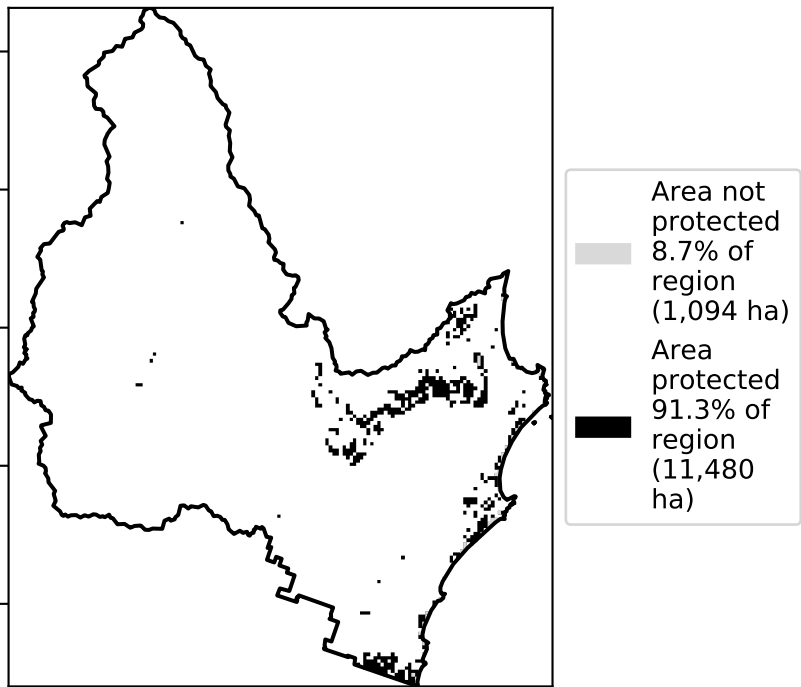 Area not
protected
8.7% of
region
(1,094 ha)
Area
protected
91.3% of
region
(11,480
ha)